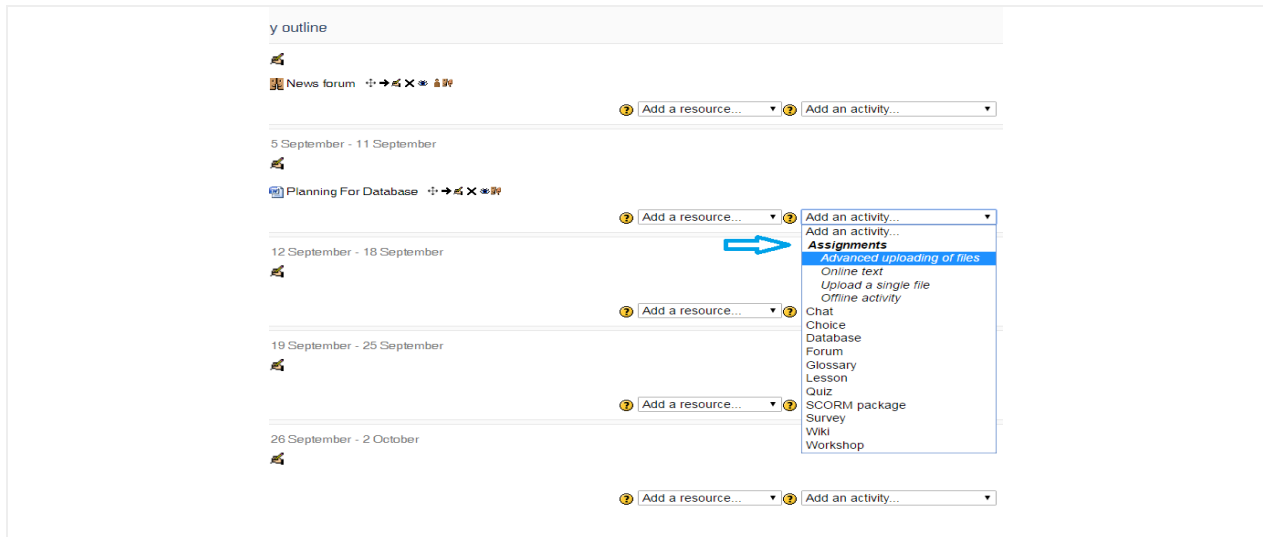 y outline
News forum
Add a resource... Add an activity...
5 September - 11 September
Planning For Database
Add a resource... Add an activity...
Add an activity...
Assignments
12 September - 18 September
Advanced uploading of files
Online text
Upload a single file
Offline activity
Add a resource... Chat
Choice
Database
19 September - 25 September
Forum
Glossary
Lesson
Quiz
Add a resource... SCORM package
Survey
Wiki
26 September - 2 October
Workshop
Add a resource... Add an activity...